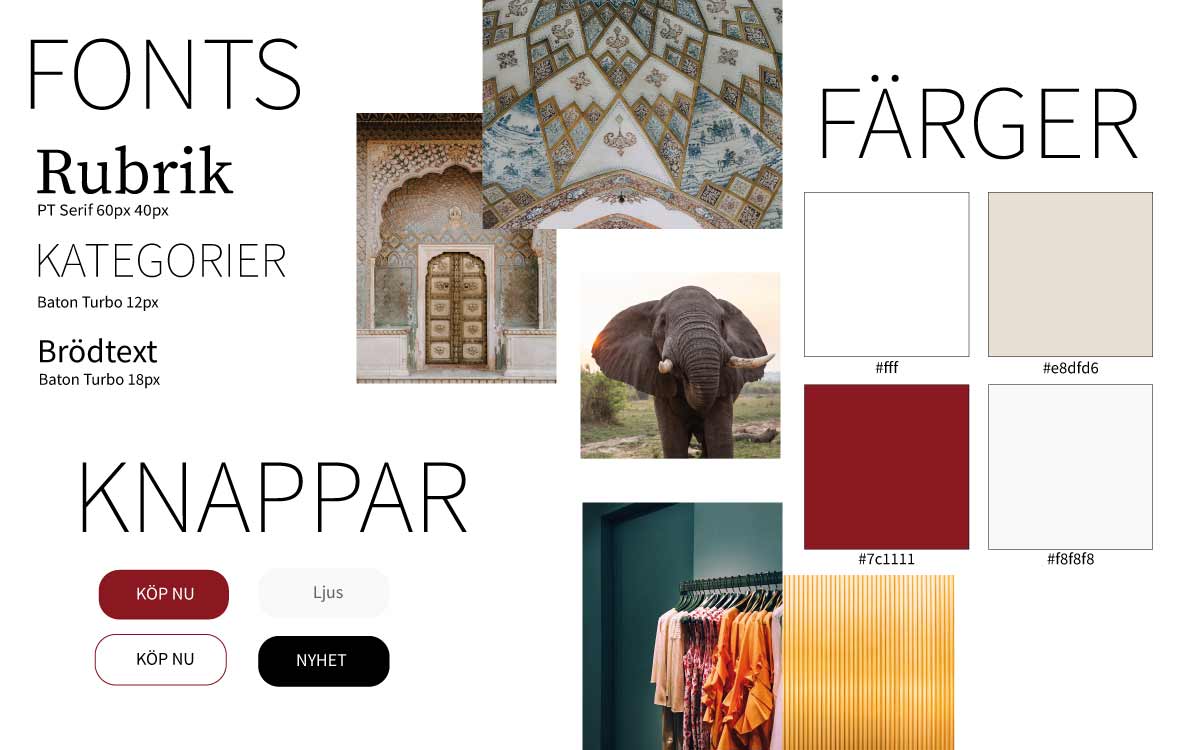 FONTS
Rubrik
PT Serif 60px 40px
KATEGORIER
Baton Turbo 12px
Brödtext
Baton Turbo 18px
KNAPPAR
KÖP NU
Ljus
KÖP NU
NYHET
FÄRGER
#fff
#e8dfd6
#7c1111
#f8f8f8